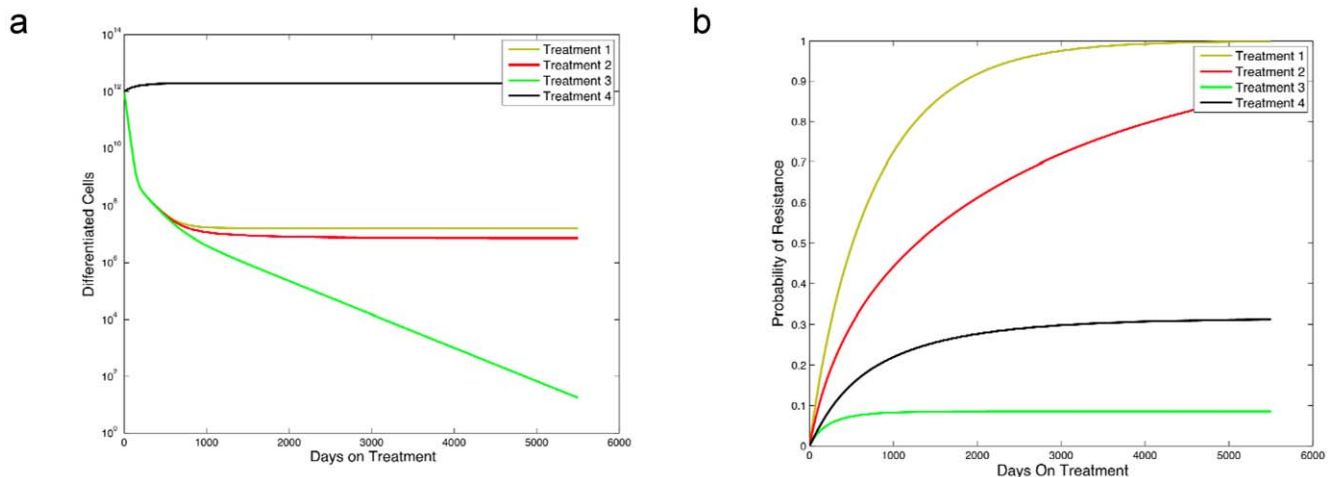 a
10^14
10^12
10^10
10^8
10^6
10^4
10^2
10^0
Differentiated Cells
0 1000 2000 3000 4000 5000 6000
Days on Treatment
Treatment 1
Treatment 2
Treatment 3
Treatment 4
b
1
0.9
0.8
0.7
0.6
0.5
0.4
0.3
0.2
0.1
0
Probability of Resistance
0 1000 2000 3000 4000 5000 6000
Days On Treatment
Treatment 1
Treatment 2
Treatment 3
Treatment 4